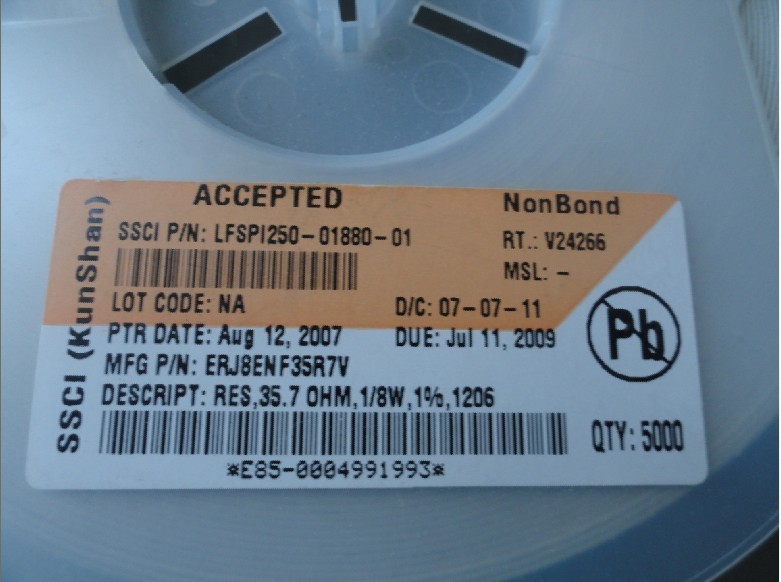 ACCEPTED
NonBond
SSCI P/N: LFSPI250-01880-01
RT.: V24266
MSL: -
LOT CODE: NA
D/C: 07-07-11
PTR DATE: Aug 12, 2007
DUE: Jul 11, 2009
MFG P/N: ERJ8ENF35R7V
DESCRIPT: RES,35.7 OHM,1/8W,1%,1206
QTY: 5000
*E85-0004991993*
SSCI (KunShan)
Pb